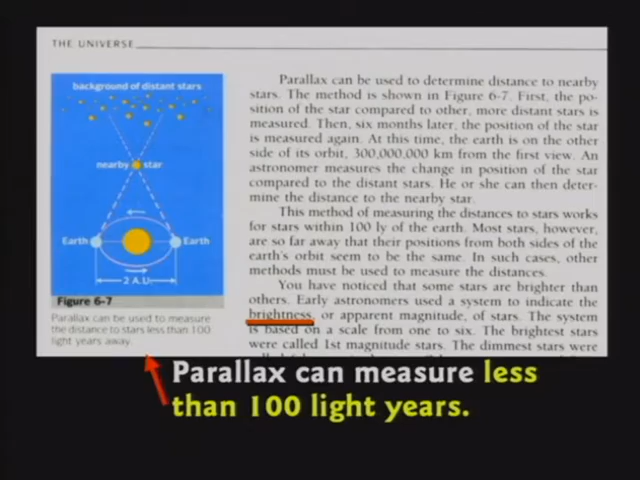 THE UNIVERSE
background of distant stars
nearby star
Earth
Earth
2 A.U.
Figure 6-7
Parallax can be used to measure
the distance to stars less than 100
light years away.
Parallax can be used to determine distance to nearby
stars. The method is shown in Figure 6-7. First, the po-
sition of the star compared to other, more distant stars is
measured. Then, six months later, the position of the star
is measured again. At this time, the earth is on the other
side of its orbit, 300,000,000 km from the first view. An
astronomer measures the change in position of the star
compared to the distant stars. He or she can then deter-
mine the distance to the nearby star.
This method of measuring the distances to stars works
for stars within 100 ly of the earth. Most stars, however,
are so far away that their positions from both sides of the
earth's orbit seem to be the same. In such cases, other
methods must be used to measure the distances.
You have noticed that some stars are brighter than
others. Early astronomers used a system to indicate the
brightness, or apparent magnitude, of stars. The system
is based on a scale from one to six. The brightest stars
were called 1st magnitude stars. The dimmest stars were
Parallax can measure less
than 100 light years.